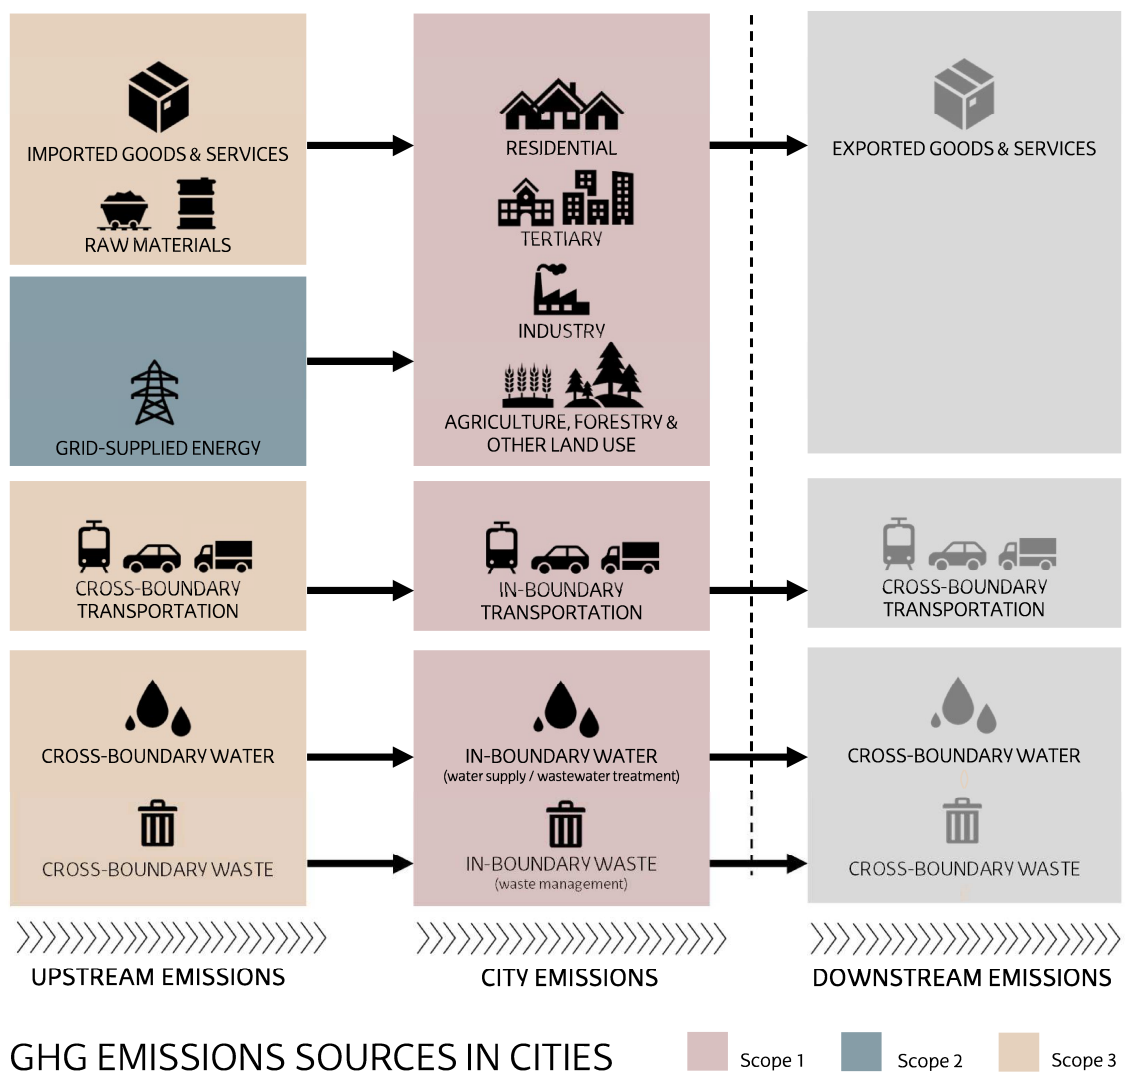 IMPORTED GOODS & SERVICES
RAW MATERIALS
GRID-SUPPLIED ENERGY
CROSS-BOUNDARY
TRANSPORTATION
CROSS-BOUNDARY WATER
CROSS-BOUNDARY WASTE
UPSTREAM EMISSIONS
RESIDENTIAL
TERTIARY
INDUSTRY
AGRICULTURE, FORESTRY &
OTHER LAND USE
IN-BOUNDARY
TRANSPORTATION
IN-BOUNDARY WATER
(water supply / wastewater treatment)
IN-BOUNDARY WASTE
(waste management)
CITY EMISSIONS
EXPORTED GOODS & SERVICES
CROSS-BOUNDARY
TRANSPORTATION
CROSS-BOUNDARY WATER
CROSS-BOUNDARY WASTE
DOWNSTREAM EMISSIONS
GHG EMISSIONS SOURCES IN CITIES
Scope 1
Scope 2
Scope 3